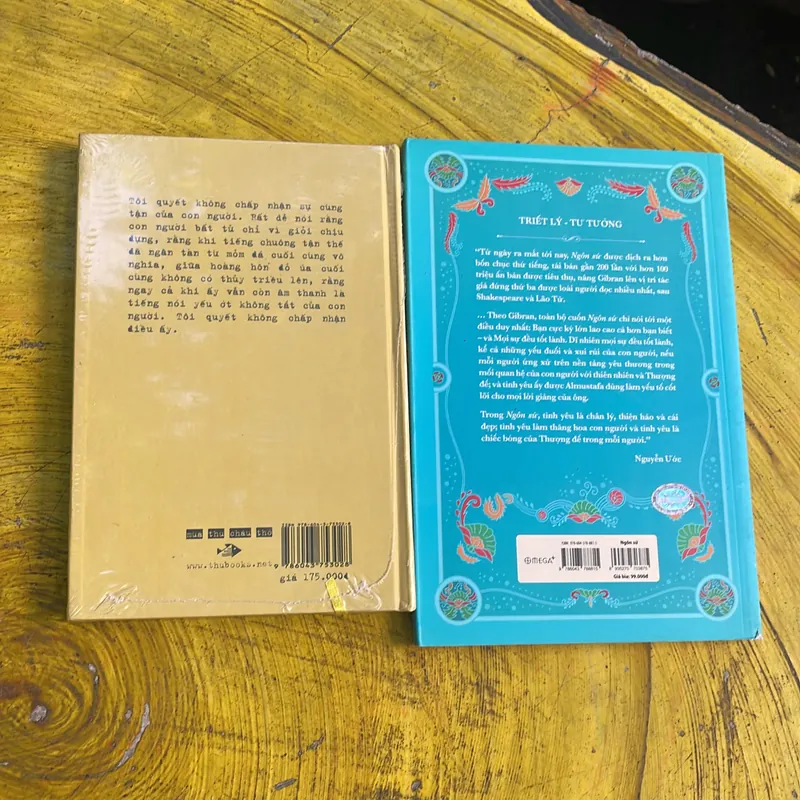 Tôi quyết không chấp nhận sự cùng
tận của con người. Rất dễ nói rằng
con người bất tử chỉ vì giỏi chịu
đựng, rằng khi tiếng chuông tận thế
đã ngân tàn từ mỏm đá cuối cùng vô
nghĩa, giữa hoàng hôn đỏ úa cuối
cùng không có thủy triều lên, rằng
ngay cả khi ấy vẫn còn âm thanh là
tiếng nói yếu ớt không tắt của con
người. Tôi quyết không chấp nhận
điều ấy.
mùa thu châu thổ
www.thubooks.net
9 786043 755028
giá 175.000đ
TRIẾT LÝ - TƯ TƯỞNG
“Từ ngày ra mắt tới nay, Ngôn sứ được dịch ra hơn
bốn chục thứ tiếng, tái bản gần 200 lần với hơn 100
triệu ấn bản được tiêu thụ, nâng Gibran lên vị trí tác
giả đứng thứ ba được loài người đọc nhiều nhất, sau
Shakespeare và Lão Tử.
... Theo Gibran, toàn bộ cuốn Ngôn sứ chỉ nói tới một
điều duy nhất: Bạn cực kỳ lớn lao cao cả hơn bạn biết
– và Mọi sự đều tốt lành. Dĩ nhiên mọi sự đều tốt lành,
kể cả những yếu đuối và xui rủi của con người, nếu
mỗi người ứng xử trên nền tảng yêu thương trong
mối quan hệ của con người với thiên nhiên và Thượng
đế; và tình yêu ấy được Almustafa dùng làm yếu tố cốt
lõi cho mọi lời giảng của ông.
Trong Ngôn sứ, tình yêu là chân lý, thiện hảo và cái
đẹp; tình yêu làm thăng hoa con người và tình yêu là
chiếc bóng của Thượng đế trong mỗi người.”
Nguyễn Ước
OMEGA+
Ngôn sứ
Giá bìa: 99.000đ